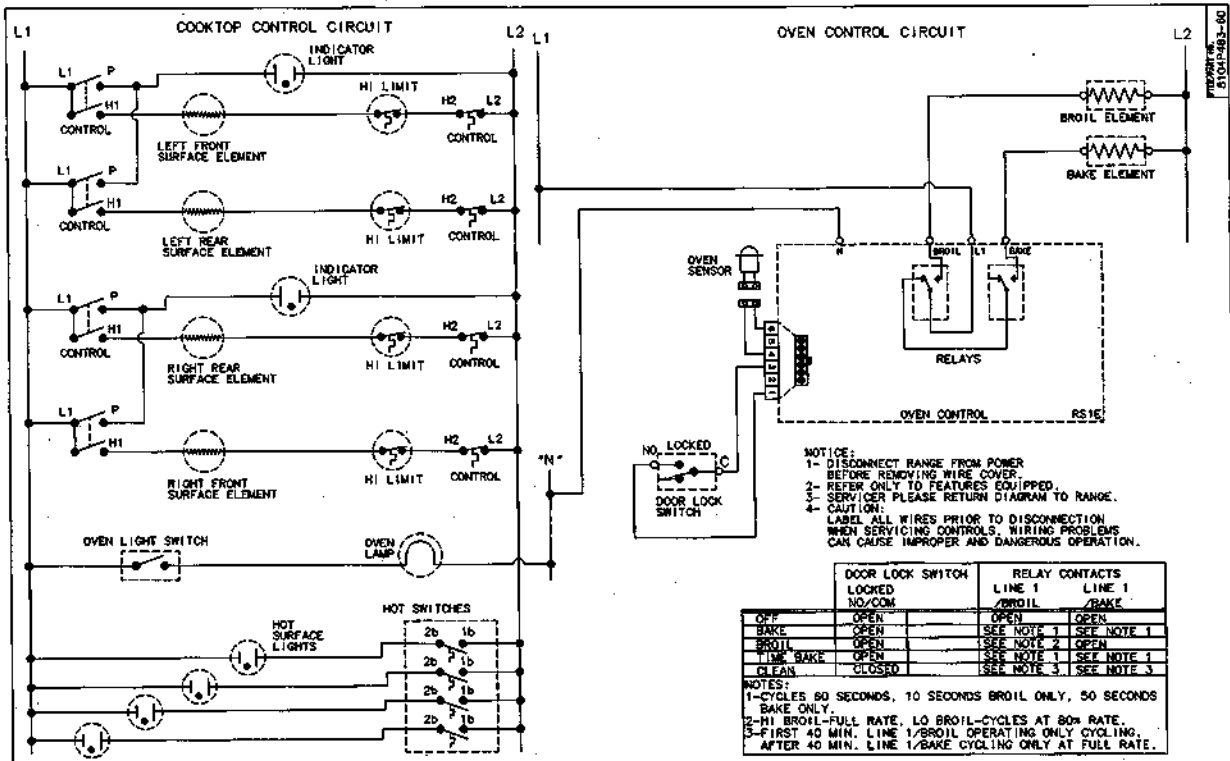 COOKTOP CONTROL CIRCUIT
OVEN CONTROL CIRCUIT
L1
L2
L1
L2
8104P483-60
INDICATOR
LIGHT
L1
P
H1
CONTROL
HI LIMIT
H2
L2
CONTROL
LEFT FRONT
SURFACE ELEMENT
BROIL ELEMENT
BAKE ELEMENT
L1
P
H1
CONTROL
H2
L2
HI LIMIT
CONTROL
LEFT REAR
SURFACE ELEMENT
N
BROIL
L1
BAKE
OVEN
SENSOR
RELAYS
INDICATOR
LIGHT
L1
P
H1
CONTROL
H2
L2
HI LIMIT
CONTROL
RIGHT REAR
SURFACE ELEMENT
OVEN CONTROL
RS1E
L1
P
H1
H2
L2
HI LIMIT
CONTROL
RIGHT FRONT
SURFACE ELEMENT
"N"
NO
LOCKED
C
DOOR LOCK
SWITCH
NOTICE:
1- DISCONNECT RANGE FROM POWER
BEFORE REMOVING WIRE COVER.
2- REFER ONLY TO FEATURES EQUIPPED.
3- SERVICER PLEASE RETURN DIAGRAM TO RANGE.
4- CAUTION:
LABEL ALL WIRES PRIOR TO DISCONNECTION
WHEN SERVICING CONTROLS. WIRING PROBLEMS
CAN CAUSE IMPROPER AND DANGEROUS OPERATION.
OVEN LIGHT SWITCH
OVEN
LAMP
HOT SWITCHES
HOT
SURFACE
LIGHTS
2b 1b
2b 1b
2b 1b
2b 1b
DOOR LOCK SWITCH RELAY CONTACTS
LOCKED LINE 1 LINE 1
NO/COM /BROIL /BAKE
OFF OPEN OPEN OPEN
BAKE OPEN SEE NOTE 1 SEE NOTE 1
BROIL OPEN SEE NOTE 2 OPEN
TIME BAKE OPEN SEE NOTE 1 SEE NOTE 1
CLEAN CLOSED SEE NOTE 3 SEE NOTE 3
NOTES:
1-CYCLES 60 SECONDS, 10 SECONDS BROIL ONLY, 50 SECONDS
BAKE ONLY.
2-HI BROIL-FULL RATE, LO BROIL-CYCLES AT 80% RATE.
3-FIRST 40 MIN. LINE 1/BROIL OPERATING ONLY CYCLING.
AFTER 40 MIN. LINE 1/BAKE CYCLING ONLY AT FULL RATE.